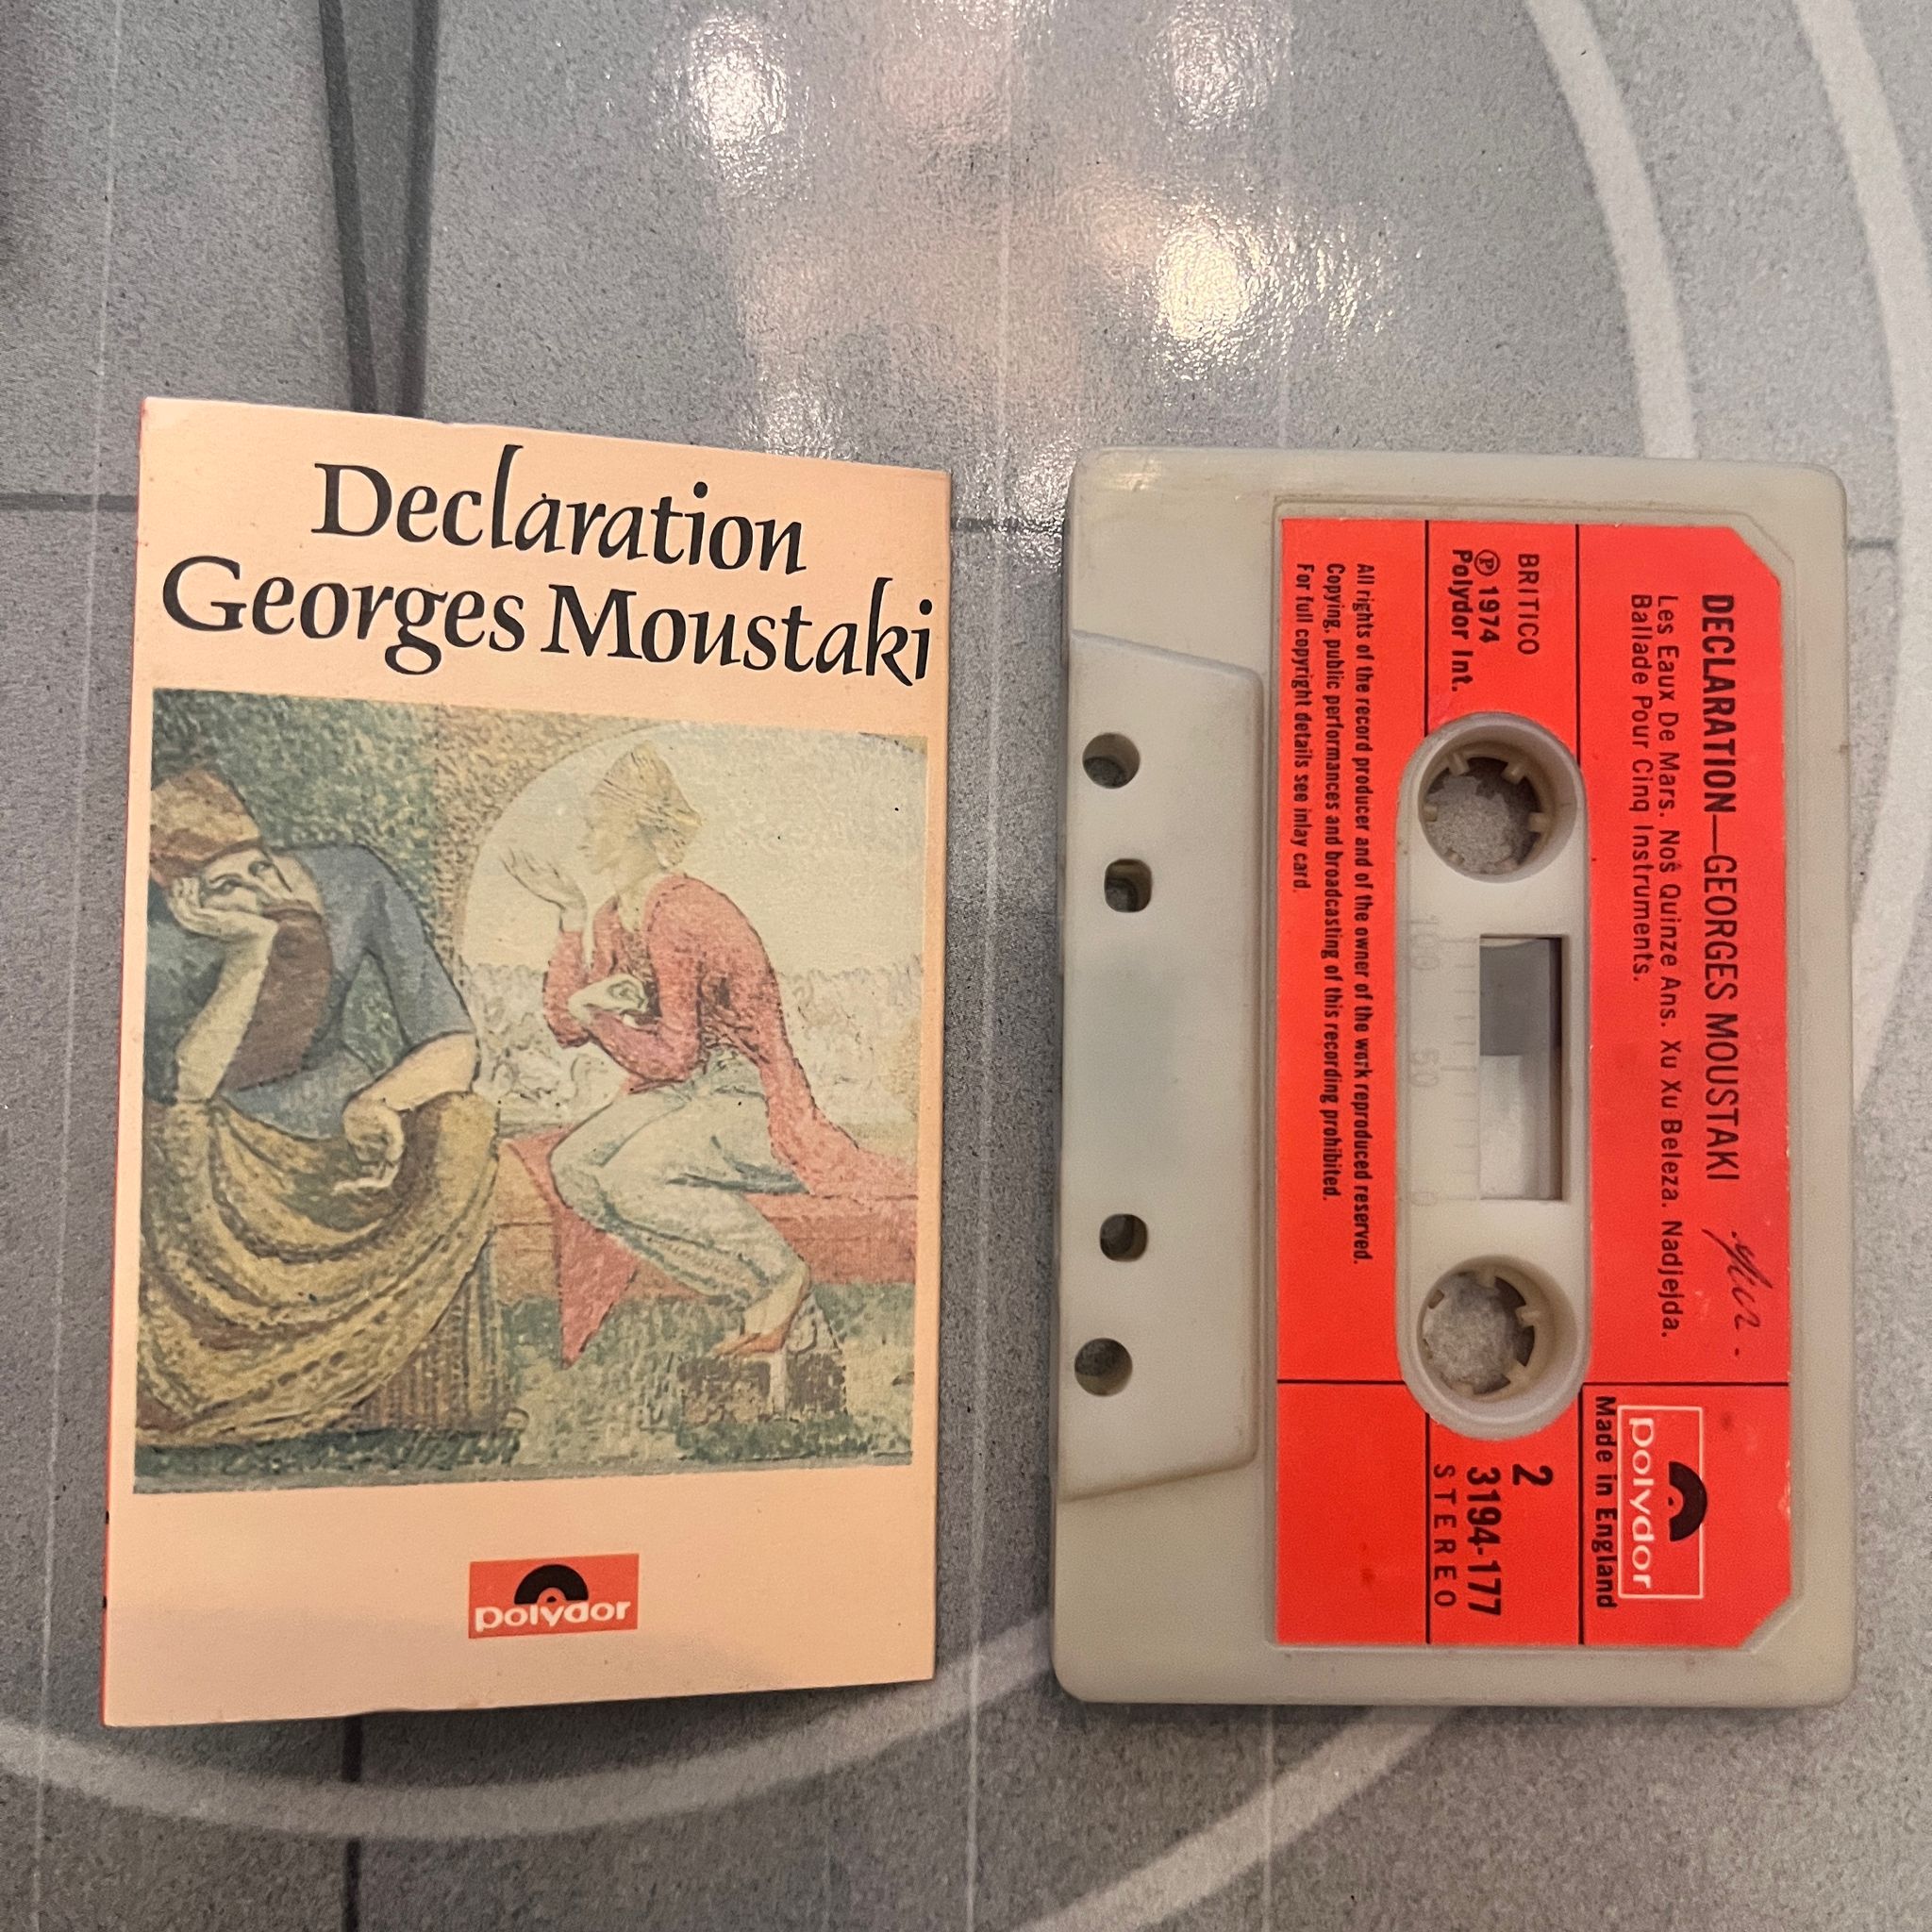 Declaration
Georges Moustaki
polydor
DECLARATION—GEORGES MOUSTAKI
Les Eaux De Mars. Nos Quinze Ans. Xu Xu Beleza. Nadjejda.
Ballade Pour Cinq Instruments.
polydor
Made in England
BRITICO
Ⓟ 1974
Polydor Int.
2
3194-177
STEREO
All rights of the record producer and of the owner of the work reproduced reserved.
Copying, public performances and broadcasting of this recording prohibited.
For full copyright details see inlay card.
100
50
0